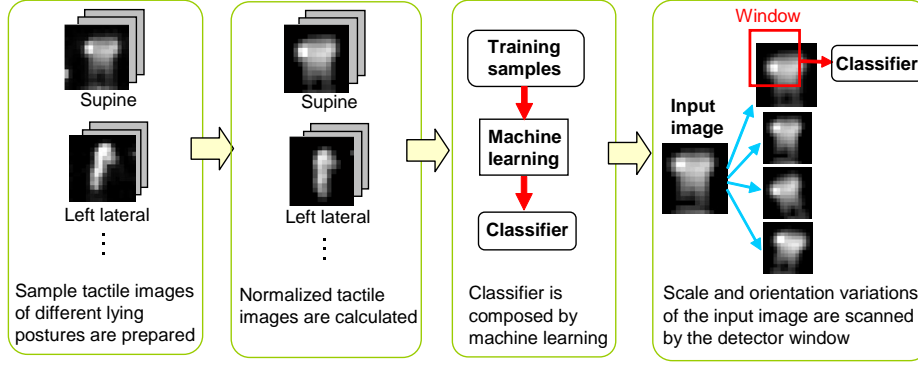 Supine
Left lateral
Sample tactile images
of different lying
postures are prepared
Supine
Left lateral
Normalized tactile
images are calculated
Training
samples
Machine
learning
Classifier
Classifier is
composed by
machine learning
Window
Classifier
Input
image
Scale and orientation variations
of the input image are scanned
by the detector window